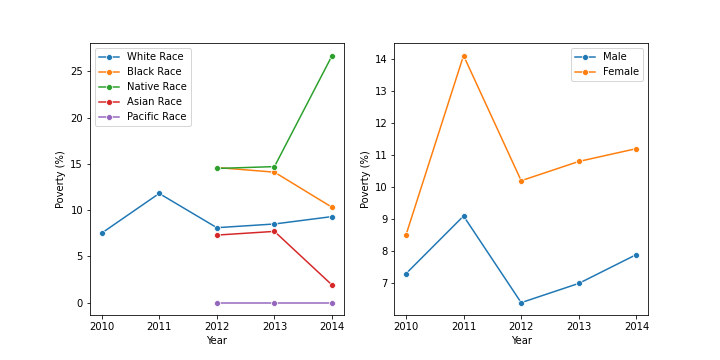 White Race
Black Race
Native Race
Asian Race
Pacific Race
Poverty (%)
25
20
15
10
5
0
2010 2011 2012 2013 2014
Year
Male
Female
Poverty (%)
14
13
12
11
10
9
8
7
2010 2011 2012 2013 2014
Year